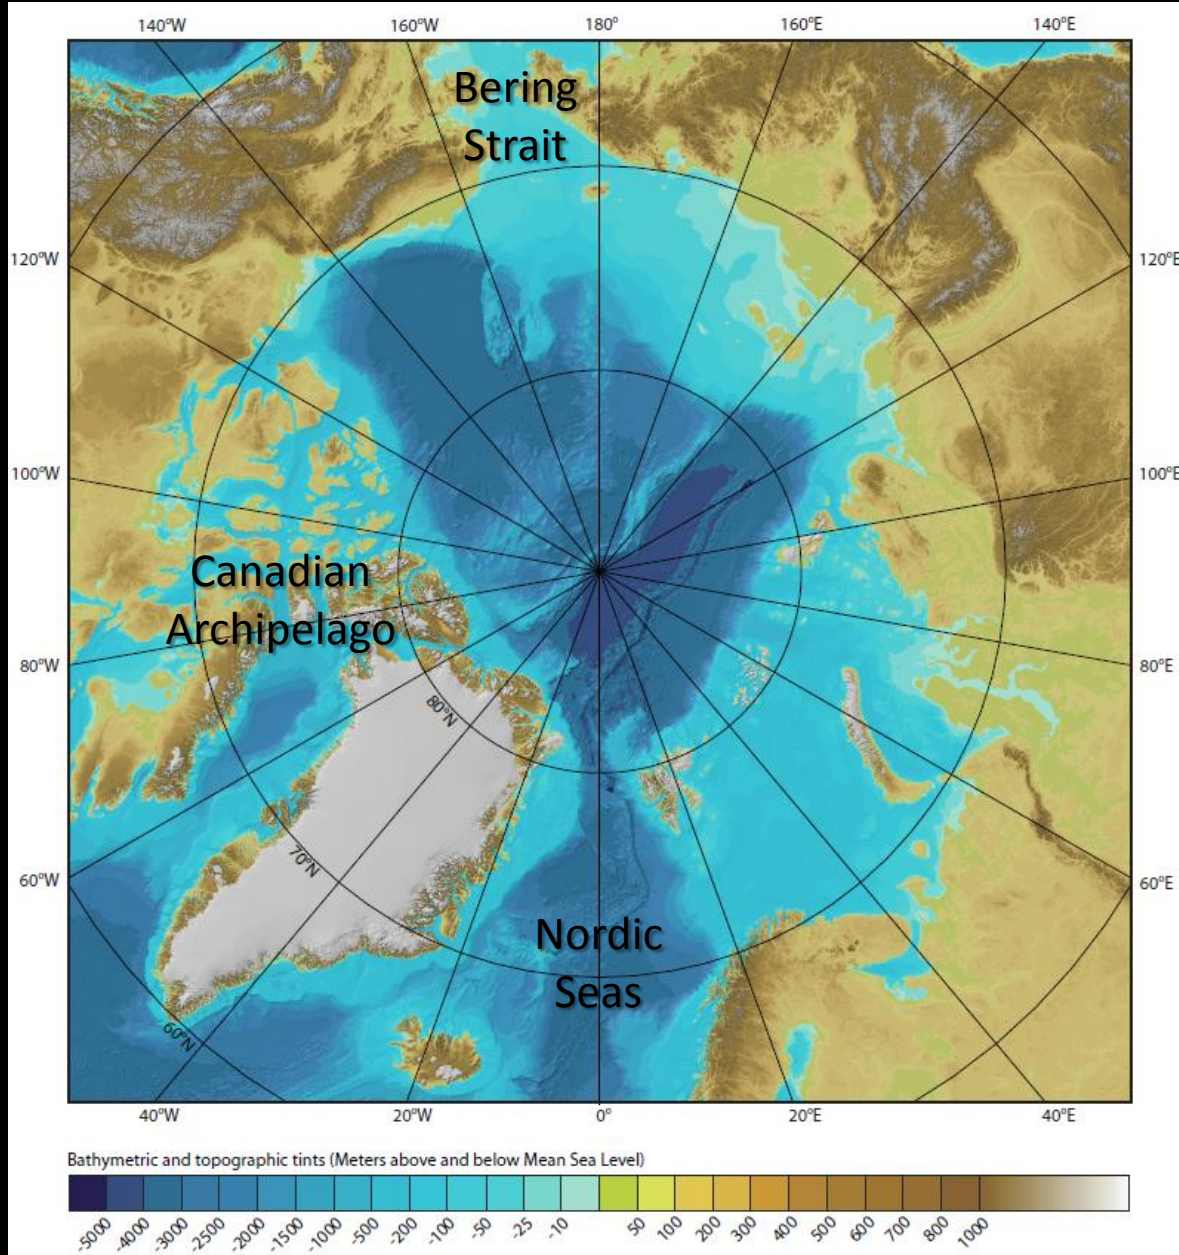 140°W 160°W 180° 160°E 140°E
Bering
Strait
120°W 120°E
100°W 100°E
Canadian
Archipelago
80°W 80°E
80°N
70°N
60°W 60°E
Nordic
Seas
60°N
40°W 20°W 0° 20°E 40°E
Bathymetric and topographic tints (Meters above and below Mean Sea Level)
-5000 -4000 -3000 -2500 -2000 -1500 -1000 -500 -200 -100 -50 -25 -10 50 100 200 300 400 500 600 700 800 1000